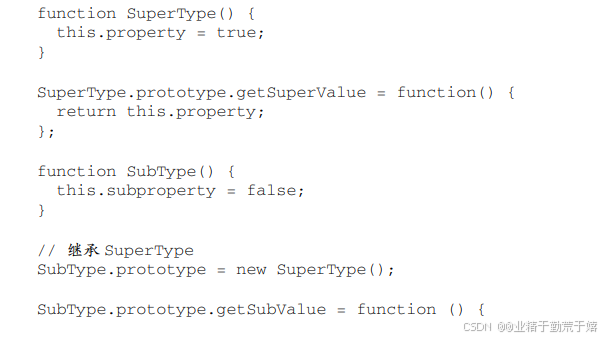 function SuperType() {
  this.property = true;
}

SuperType.prototype.getSuperValue = function() {
  return this.property;
};

function SubType() {
  this.subproperty = false;
}

// 继承 SuperType
SubType.prototype = new SuperType();

SubType.prototype.getSubValue = function () {
CSDN @@业精于勤荒于嬉